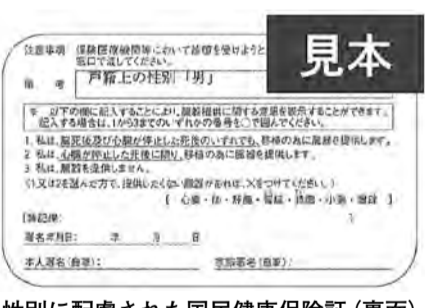 見本
注意事項 保険医療機関等において診療を受けようと
窓口で渡してください。
備考 戸籍上の性別「男」
※ 以下の欄に記入することにより、臓器提供に関する意思を表示することができます。
記入する場合は、1から3までのいずれかの番号を○で囲んでください。
1. 私は、脳死後及び心臓が停止した死後のいずれでも、移植の為に臓器を提供します。
2. 私は、心臓が停止した死後に限り、移植の為に臓器を提供します。
3. 私は、臓器を提供しません。
《1又は2を選んだ方で、提供したくない臓器があれば、×をつけてください。》
【 心臓・肺・肝臓・腎臓・膵臓・小腸・眼球 】
〔特記欄: 〕
署名年月日: 年 月 日
本人署名(自筆): 家族署名(自筆):
性別に配慮された国民健康保険証(裏面)